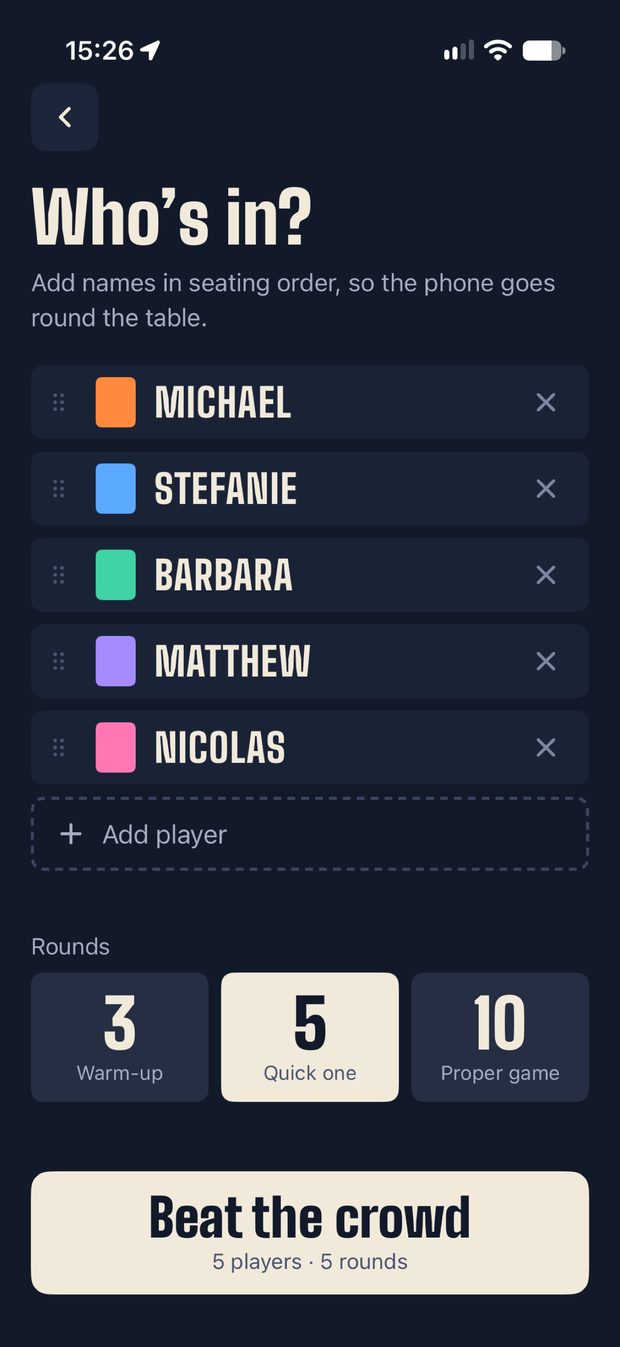 15:26
Who’s in?
Add names in seating order, so the phone goes
round the table.
MICHAEL
STEFANIE
BARBARA
MATTHEW
NICOLAS
Add player
Rounds
3
Warm-up
5
Quick one
10
Proper game
Beat the crowd
5 players · 5 rounds